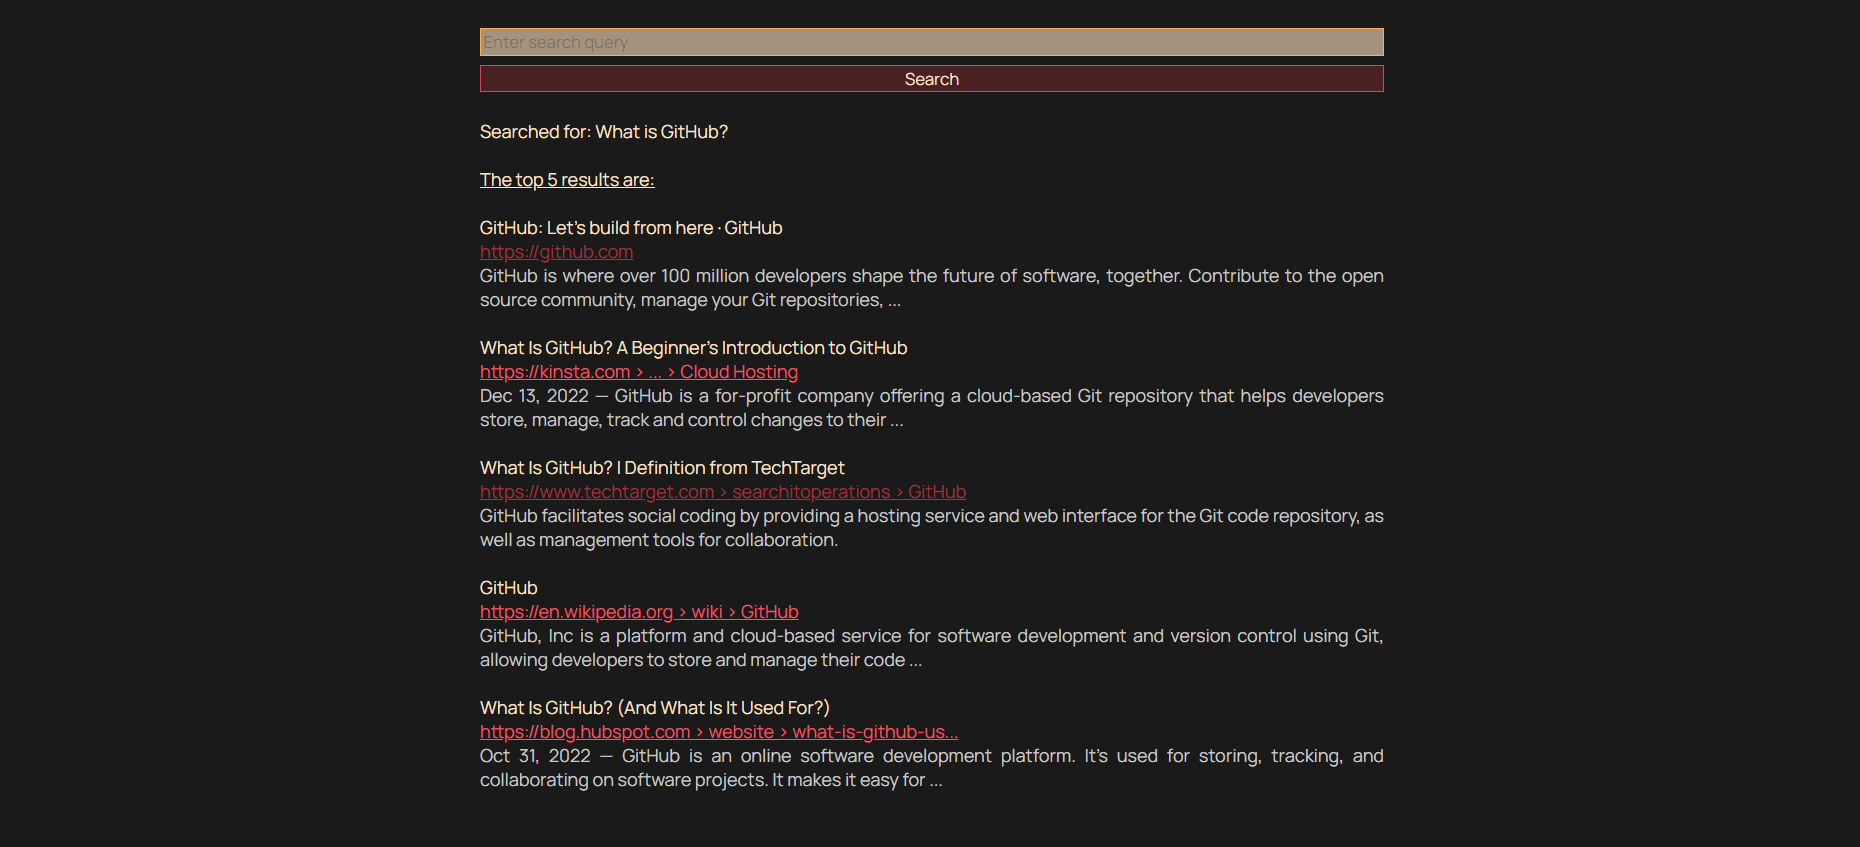 Enter search query
Search
Searched for: What is GitHub?
The top 5 results are:
GitHub: Let's build from here · GitHub
https://github.com
GitHub is where over 100 million developers shape the future of software, together. Contribute to the open
source community, manage your Git repositories, ...
What Is GitHub? A Beginner's Introduction to GitHub
https://kinsta.com › ... › Cloud Hosting
Dec 13, 2022 — GitHub is a for-profit company offering a cloud-based Git repository that helps developers
store, manage, track and control changes to their ...
What Is GitHub? | Definition from TechTarget
https://www.techtarget.com › searchitoperations › GitHub
GitHub facilitates social coding by providing a hosting service and web interface for the Git code repository, as
well as management tools for collaboration.
GitHub
https://en.wikipedia.org › wiki › GitHub
GitHub, Inc is a platform and cloud-based service for software development and version control using Git,
allowing developers to store and manage their code ...
What Is GitHub? (And What Is It Used For?)
https://blog.hubspot.com › website › what-is-github-us...
Oct 31, 2022 — GitHub is an online software development platform. It's used for storing, tracking, and
collaborating on software projects. It makes it easy for ...